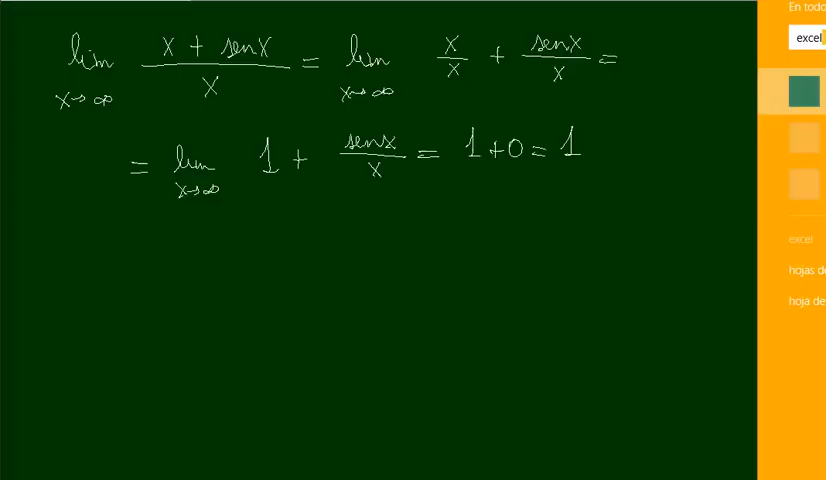 lim x→∞ (x + senx)/x = lim x→∞ x/x + senx/x =
= lim x→∞ 1 + senx/x = 1 + 0 = 1
En todo
excel
excel
hojas de
hoja de